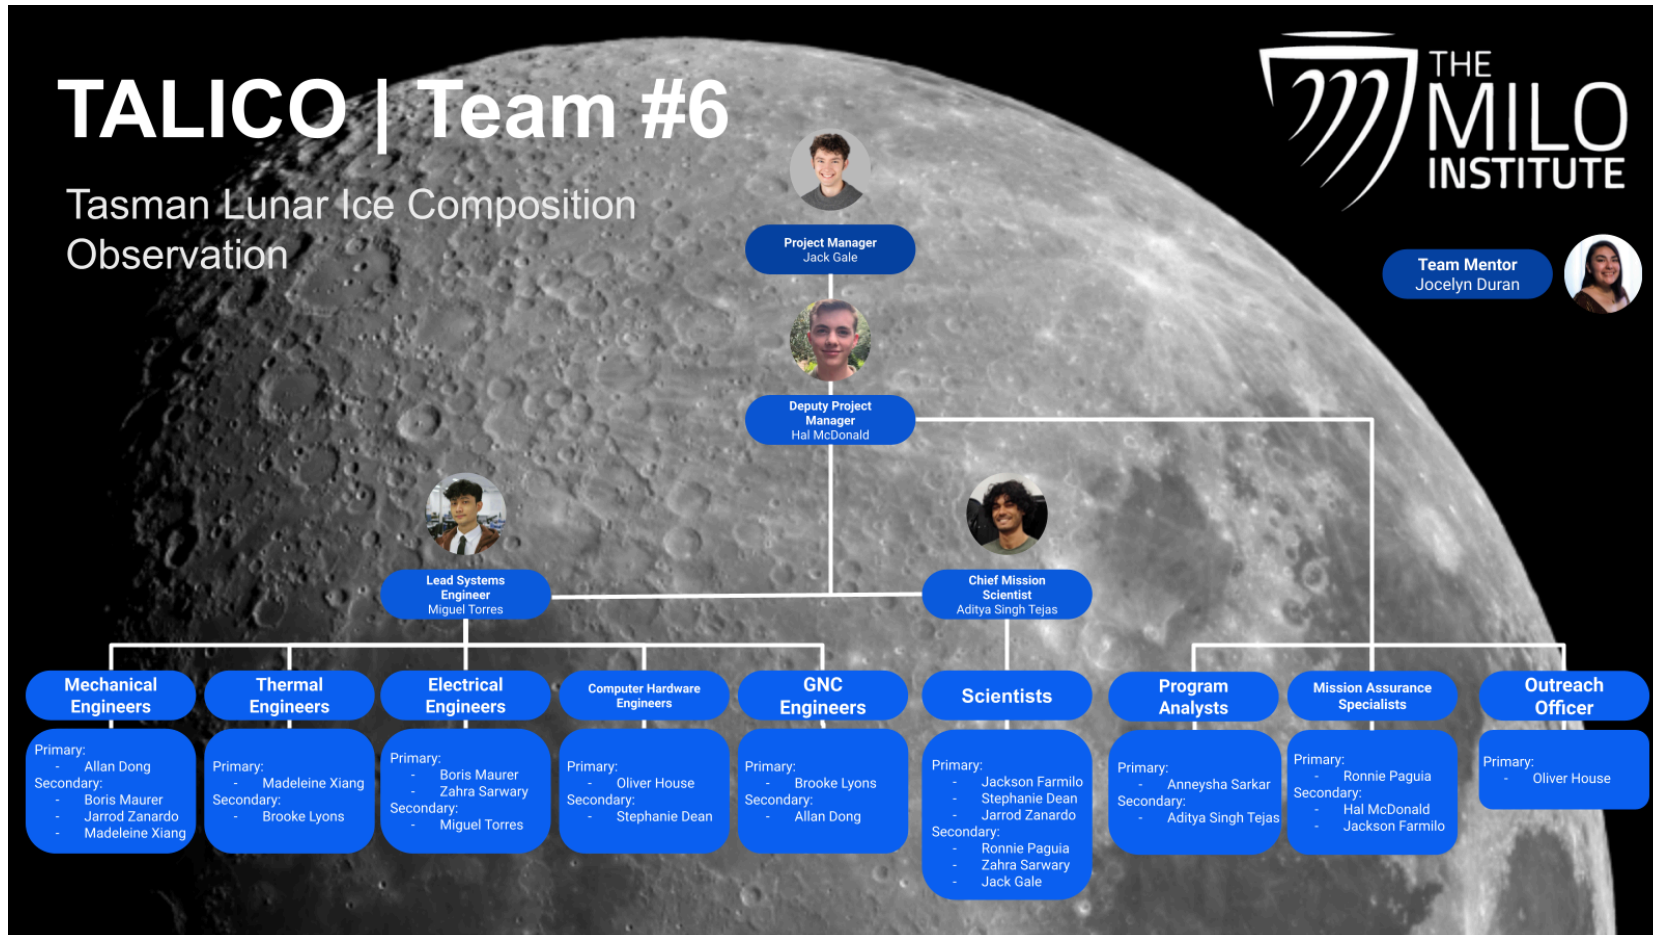 TALICO | Team #6
Tasman Lunar Ice Composition
Observation
THE
MILO
INSTITUTE
Team Mentor
Jocelyn Duran
Project Manager
Jack Gale
Deputy Project
Manager
Hal McDonald
Lead Systems
Engineer
Miguel Torres
Chief Mission
Scientist
Aditya Singh Tejas
Mechanical
Engineers
Primary:
- Allan Dong
Secondary:
- Boris Maurer
- Jarrod Zanardo
- Madeleine Xiang
Thermal
Engineers
Primary:
- Madeleine Xiang
Secondary:
- Brooke Lyons
Electrical
Engineers
Primary:
- Boris Maurer
- Zahra Sarwary
Secondary:
- Miguel Torres
Computer Hardware
Engineers
Primary:
- Oliver House
Secondary:
- Stephanie Dean
GNC
Engineers
Primary:
- Brooke Lyons
Secondary:
- Allan Dong
Scientists
Primary:
- Jackson Farmilo
- Stephanie Dean
- Jarrod Zanardo
Secondary:
- Ronnie Paguia
- Zahra Sarwary
- Jack Gale
Program
Analysts
Primary:
- Anneysha Sarkar
Secondary:
- Aditya Singh Tejas
Mission Assurance
Specialists
Primary:
- Ronnie Paguia
Secondary:
- Hal McDonald
- Jackson Farmilo
Outreach
Officer
Primary:
- Oliver House